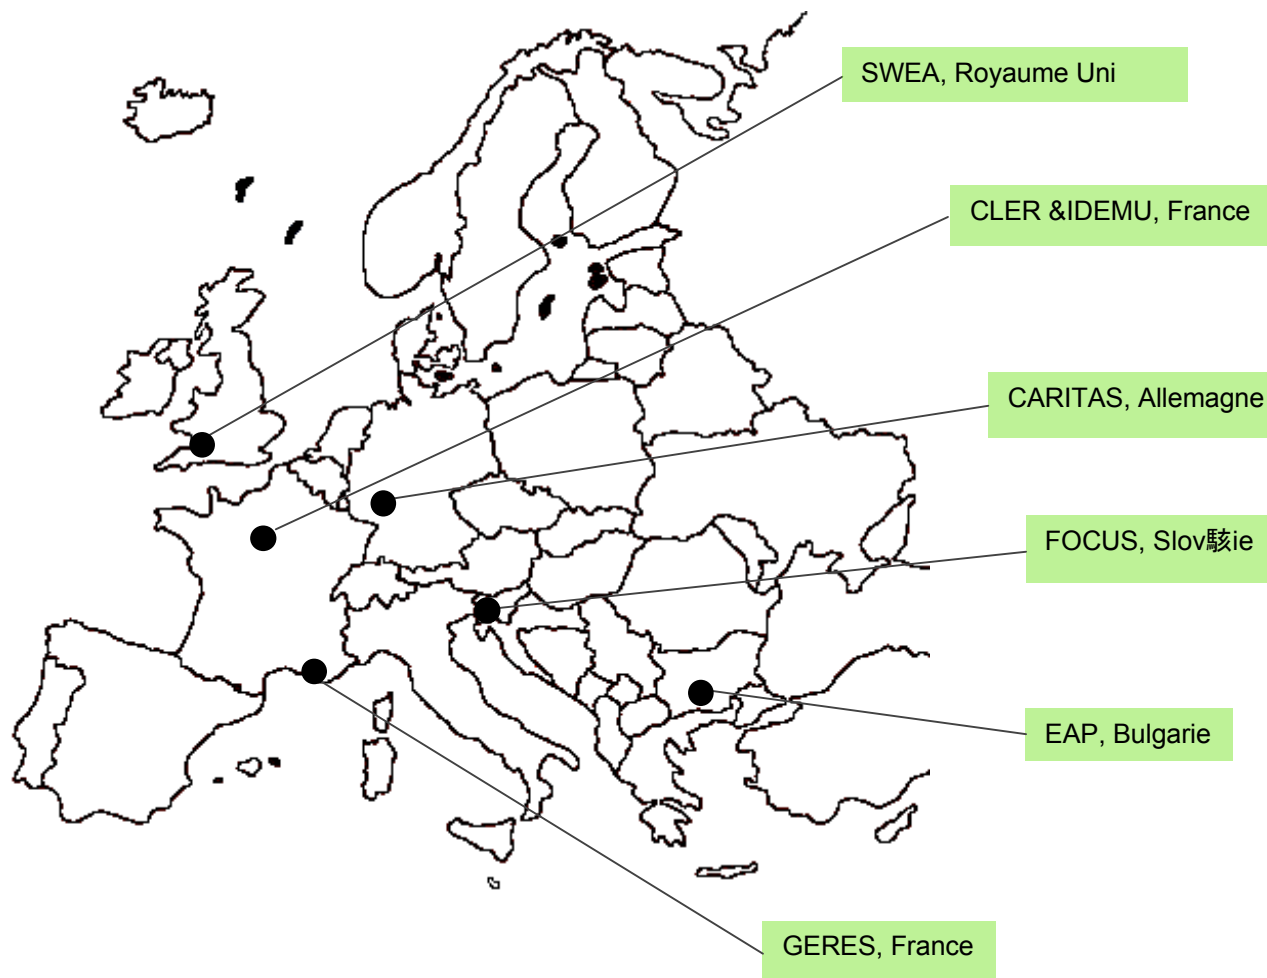 SWEA, Royaume Uni
CLER &IDEMU, France
CARITAS, Allemagne
FOCUS, Slov駭ie
EAP, Bulgarie
GERES, France